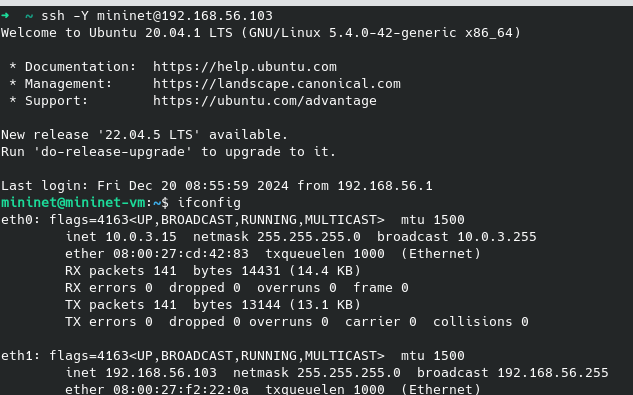 ➜  ~ ssh -Y mininet@192.168.56.103
Welcome to Ubuntu 20.04.1 LTS (GNU/Linux 5.4.0-42-generic x86_64)

 * Documentation:  https://help.ubuntu.com
 * Management:     https://landscape.canonical.com
 * Support:        https://ubuntu.com/advantage

New release '22.04.5 LTS' available.
Run 'do-release-upgrade' to upgrade to it.

Last login: Fri Dec 20 08:55:59 2024 from 192.168.56.1
mininet@mininet-vm:~$ ifconfig
eth0: flags=4163<UP,BROADCAST,RUNNING,MULTICAST>  mtu 1500
        inet 10.0.3.15  netmask 255.255.255.0  broadcast 10.0.3.255
        ether 08:00:27:cd:42:83  txqueuelen 1000  (Ethernet)
        RX packets 141  bytes 14431 (14.4 KB)
        RX errors 0  dropped 0  overruns 0  frame 0
        TX packets 141  bytes 13144 (13.1 KB)
        TX errors 0  dropped 0 overruns 0  carrier 0  collisions 0

eth1: flags=4163<UP,BROADCAST,RUNNING,MULTICAST>  mtu 1500
        inet 192.168.56.103  netmask 255.255.255.0  broadcast 192.168.56.255
        ether 08:00:27:f2:22:0a  txqueuelen 1000  (Ethernet)